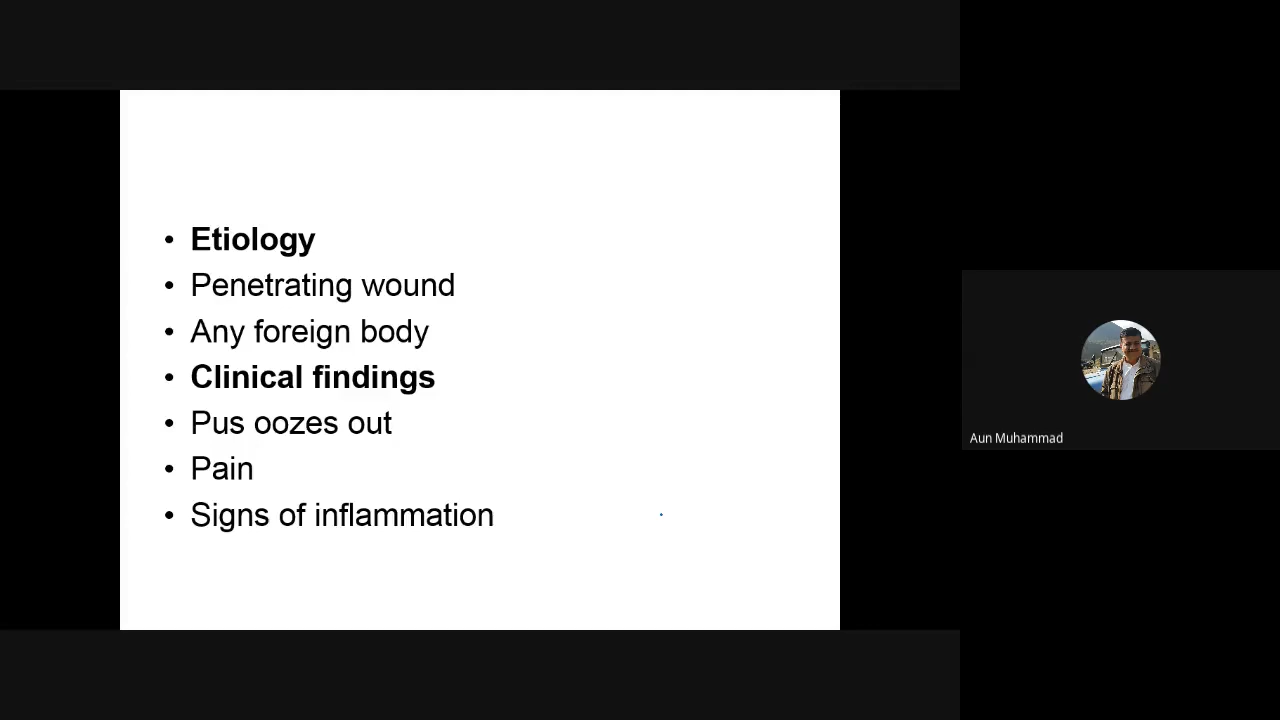 • Etiology
• Penetrating wound
• Any foreign body
• Clinical findings
• Pus oozes out
• Pain
• Signs of inflammation
Aun Muhammad